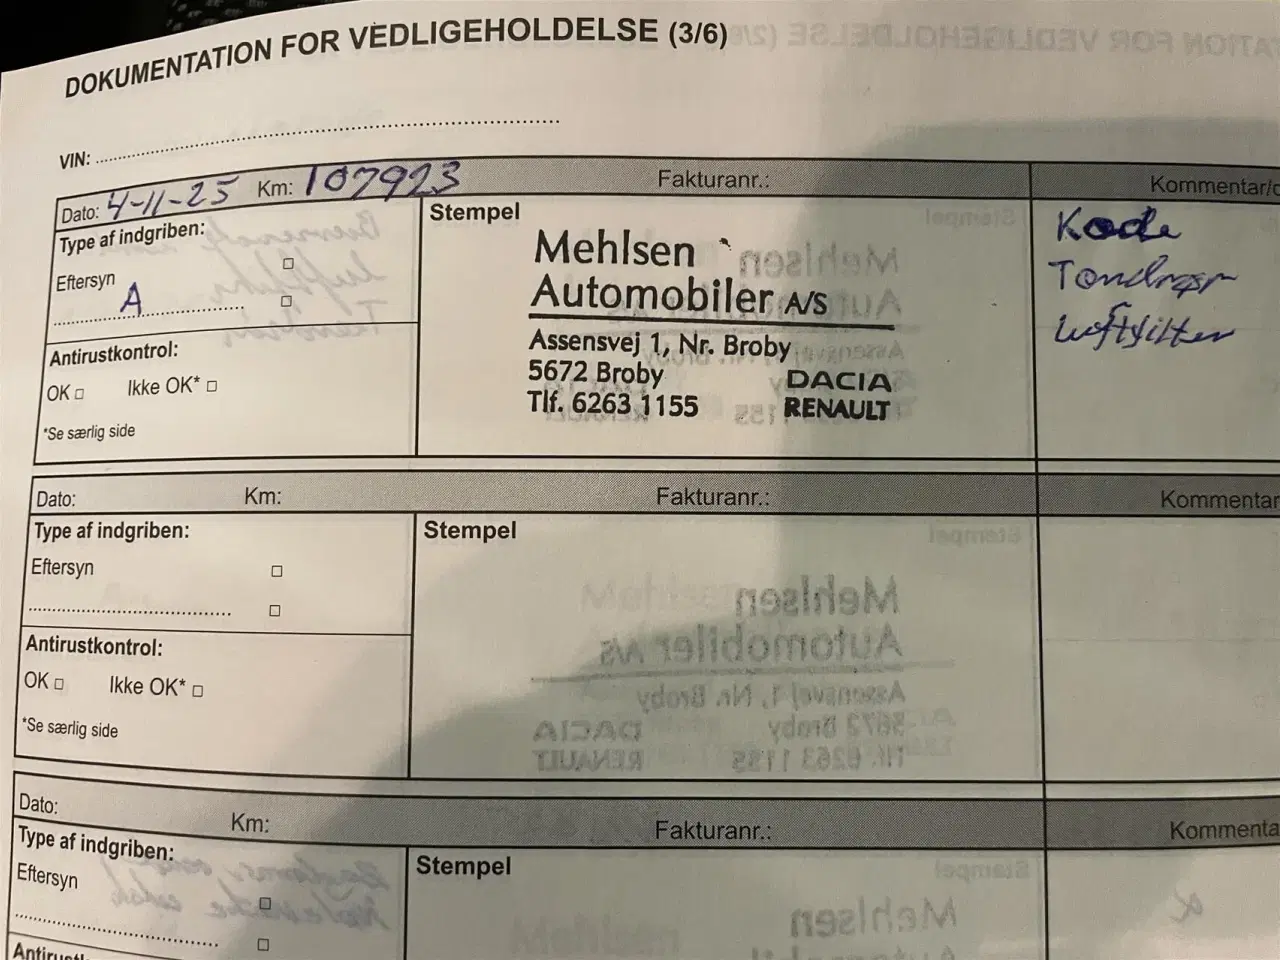 DOKUMENTATION FOR VEDLIGEHOLDELSE (3/6)
VIN:
Dato: 4-11-25 Km: 107923 Fakturanr.: Kommentar/
Type af indgriben:
Eftersyn
A
Antirustkontrol:
OK Ikke OK*
*Se særlig side
Stempel
Mehlsen
Automobiler A/S
Assensvej 1, Nr. Broby
5672 Broby DACIA
Tlf. 6263 1155 RENAULT
Kode
Tændrør
Luftfilter
Dato: Km: Fakturanr.: Kommentar
Type af indgriben:
Eftersyn
Antirustkontrol:
OK Ikke OK*
*Se særlig side
Stempel
Dato: Km: Fakturanr.: Kommenta
Type af indgriben:
Eftersyn
Stempel